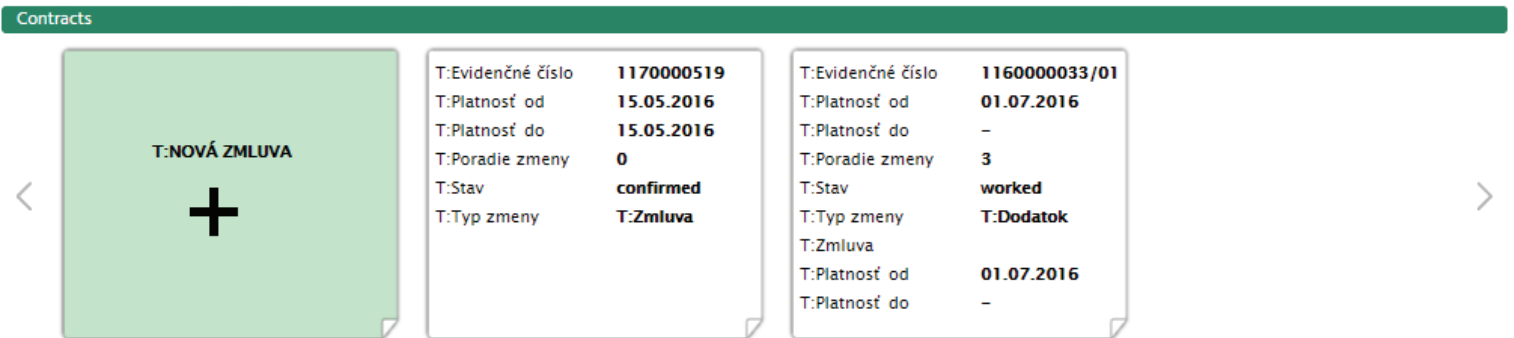 Contracts
T:NOVÁ ZMLUVA
T:Evidenčné číslo 1170000519
T:Platnosť od 15.05.2016
T:Platnosť do 15.05.2016
T:Poradie zmeny 0
T:Stav confirmed
T:Typ zmeny T:Zmluva
T:Evidenčné číslo 1160000033/01
T:Platnosť od 01.07.2016
T:Platnosť do –
T:Poradie zmeny 3
T:Stav worked
T:Typ zmeny T:Dodatok
T:Zmluva
T:Platnosť od 01.07.2016
T:Platnosť do –